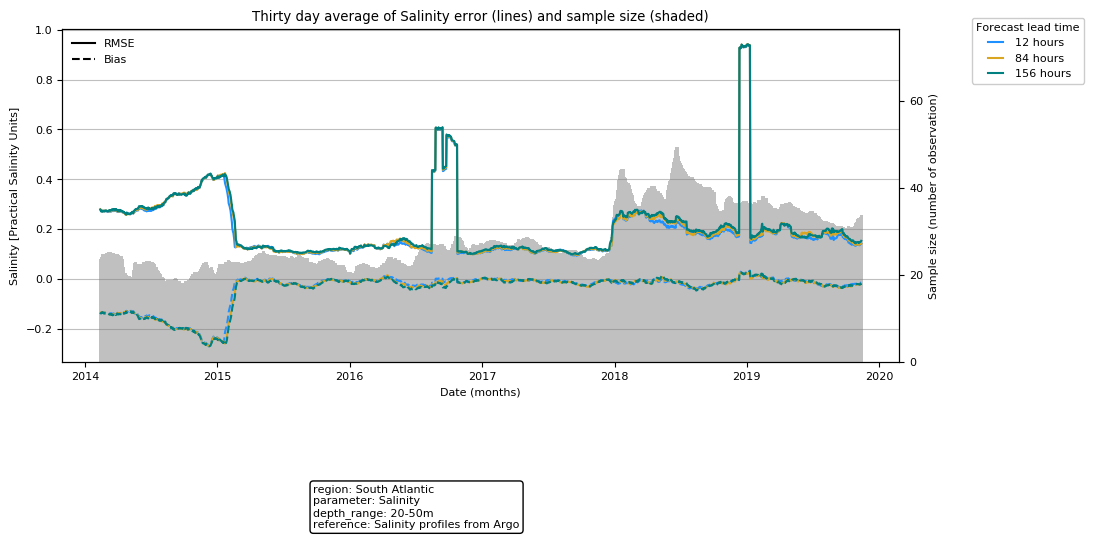 Thirty day average of Salinity error (lines) and sample size (shaded)
RMSE
Bias
Forecast lead time
12 hours
84 hours
156 hours
Salinity [Practical Salinity Units]
1.0
0.8
0.6
0.4
0.2
0.0
−0.2
60
40
20
0
Sample size (number of observation)
2014 2015 2016 2017 2018 2019 2020
Date (months)
region: South Atlantic
parameter: Salinity
depth_range: 20-50m
reference: Salinity profiles from Argo